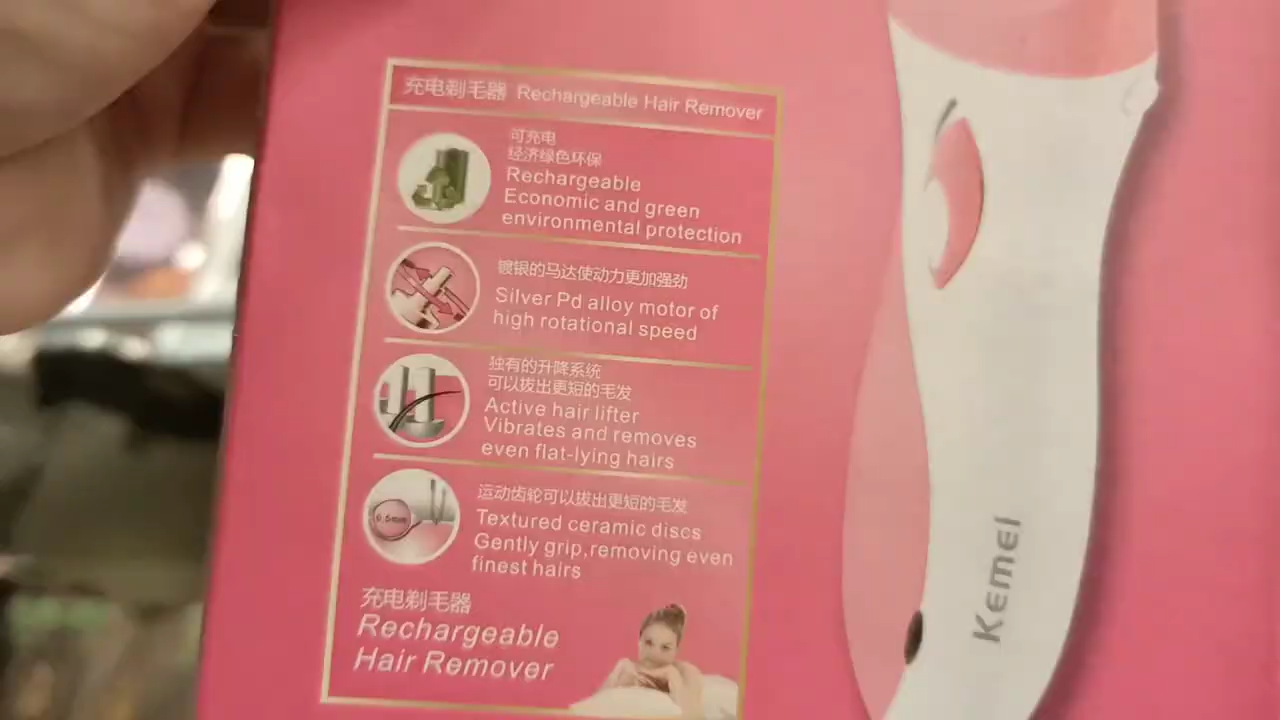 充电剃毛器 Rechargeable Hair Remover
可充电
经济绿色环保
Rechargeable
Economic and green
environmental protection
镀银的马达使动力更加强劲
Silver Pd alloy motor of
high rotational speed
独有的升降系统
可以拔出更短的毛发
Active hair lifter
Vibrates and removes
even flat-lying hairs
0.5mm
运动齿轮可以拔出更短的毛发
Textured ceramic discs
Gently grip,removing even
finest hairs
充电剃毛器
Rechargeable
Hair Remover
Kemei